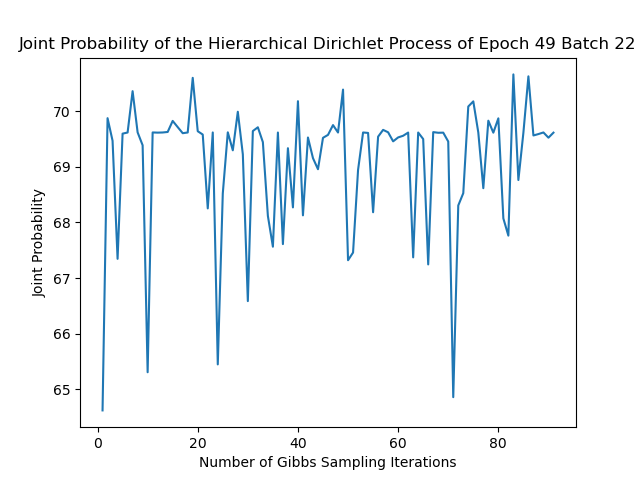 Joint Probability of the Hierarchical Dirichlet Process of Epoch 49 Batch 22
70
69
68
67
66
65
Joint Probability
0 20 40 60 80
Number of Gibbs Sampling Iterations